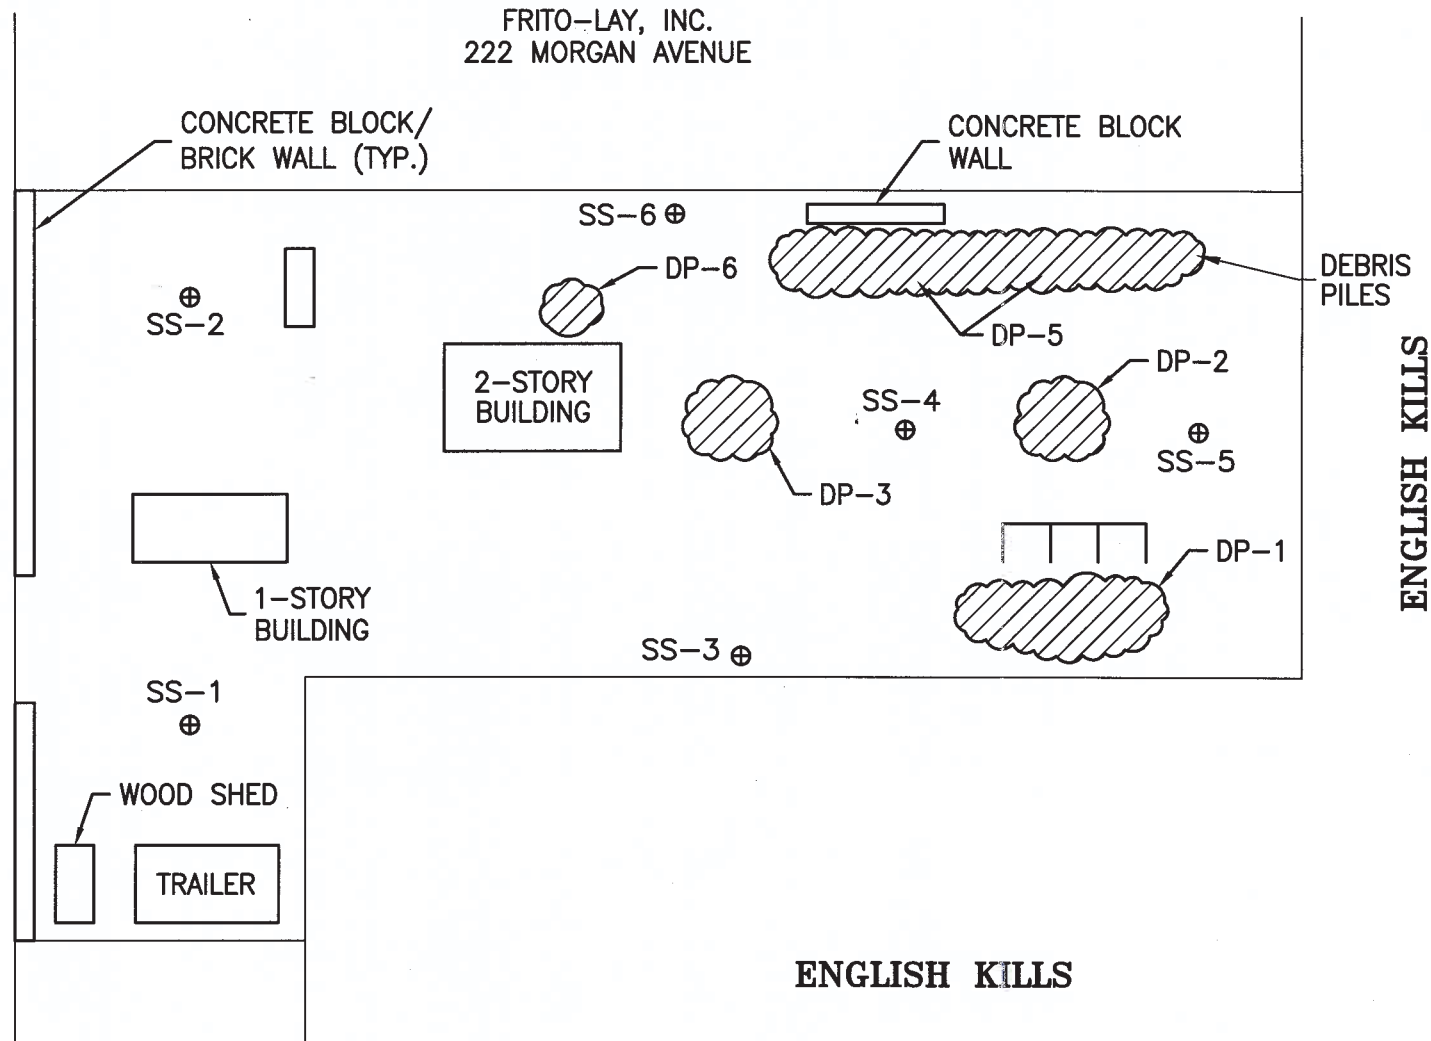 FRITO-LAY, INC.
222 MORGAN AVENUE
CONCRETE BLOCK/
BRICK WALL (TYP.)
CONCRETE BLOCK
WALL
SS-6
DP-6
DEBRIS
PILES
SS-2
DP-5
DP-2
2-STORY
BUILDING
SS-4
SS-5
DP-3
DP-1
1-STORY
BUILDING
SS-3
SS-1
WOOD SHED
TRAILER
ENGLISH KILLS
ENGLISH KILLS